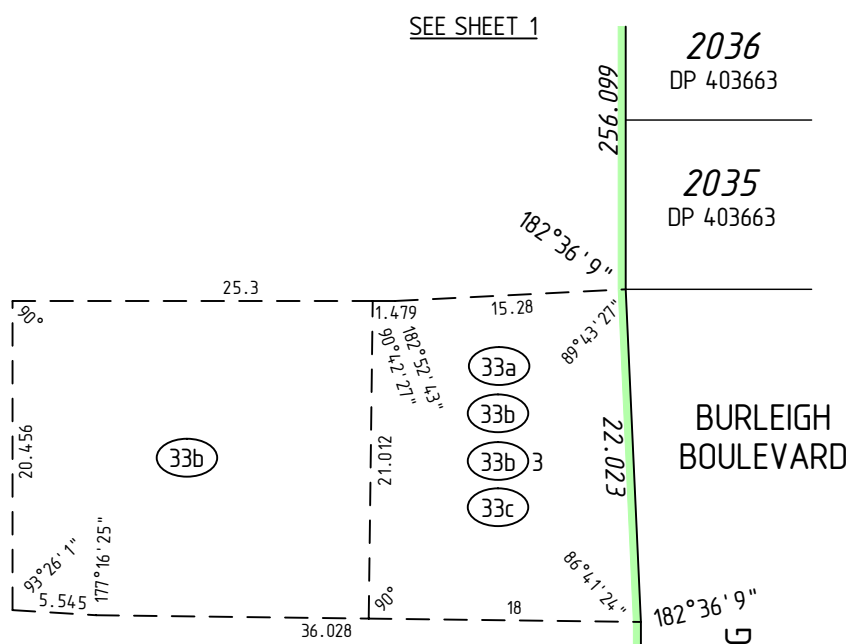 SEE SHEET 1
2036
DP 403663
256.099
2035
DP 403663
182°36'9"
25.3
1.479
15.28
90°
182°52'43"
90°42'27"
89°43'27"
33a
33b
BURLEIGH
BOULEVARD
22.023
20.456
33b
21.012
33b 3
33c
93°26'1"
177°16'25"
86°41'24"
5.545
90°
18
182°36'9"
36.028
G